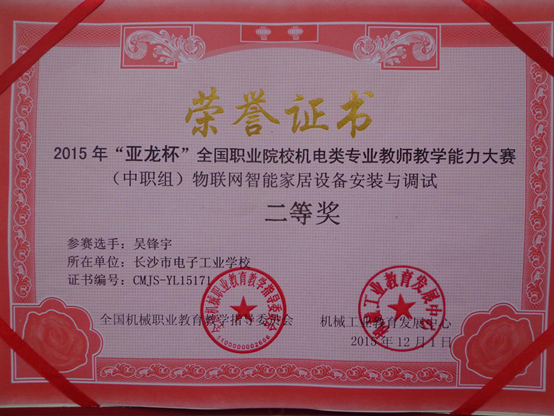 荣誉证书
2015年“亚龙杯”全国职业院校机电类专业教师教学能力大赛
（中职组）物联网智能家居设备安装与调试
二等奖
参赛选手：吴锋宇
所在单位：长沙市电子工业学校
证书编号：CMJS-YL15171
全国机械职业教育教学指导委员会 机械工业教育发展中心
2015年12月1日